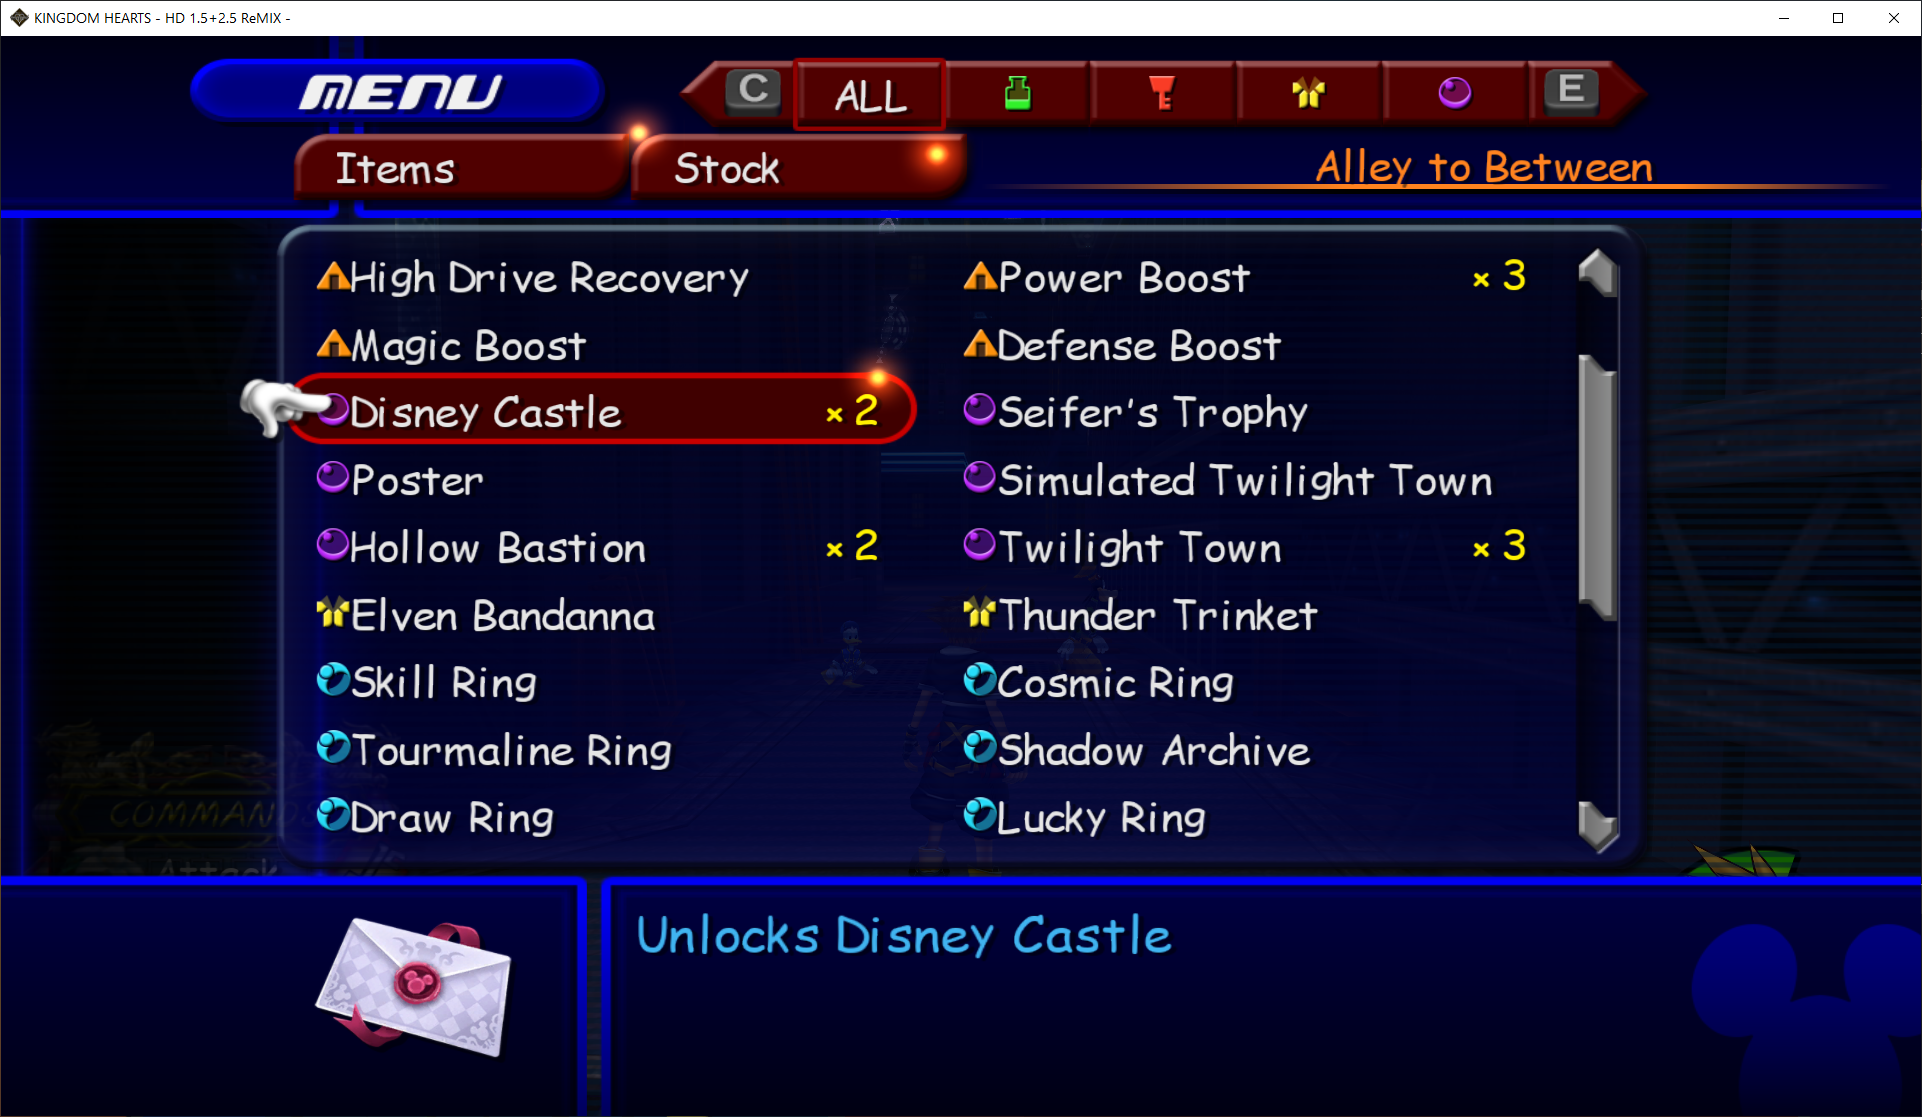 KINGDOM HEARTS - HD 1.5+2.5 ReMIX -
MENU
C
ALL
E
Items
Stock
Alley to Between
High Drive Recovery
Power Boost × 3
Magic Boost
Defense Boost
Disney Castle × 2
Seifer's Trophy
Poster
Simulated Twilight Town
Hollow Bastion × 2
Twilight Town × 3
Elven Bandanna
Thunder Trinket
Skill Ring
Cosmic Ring
Tourmaline Ring
Shadow Archive
Draw Ring
Lucky Ring
COMMANDS
Attack
Unlocks Disney Castle